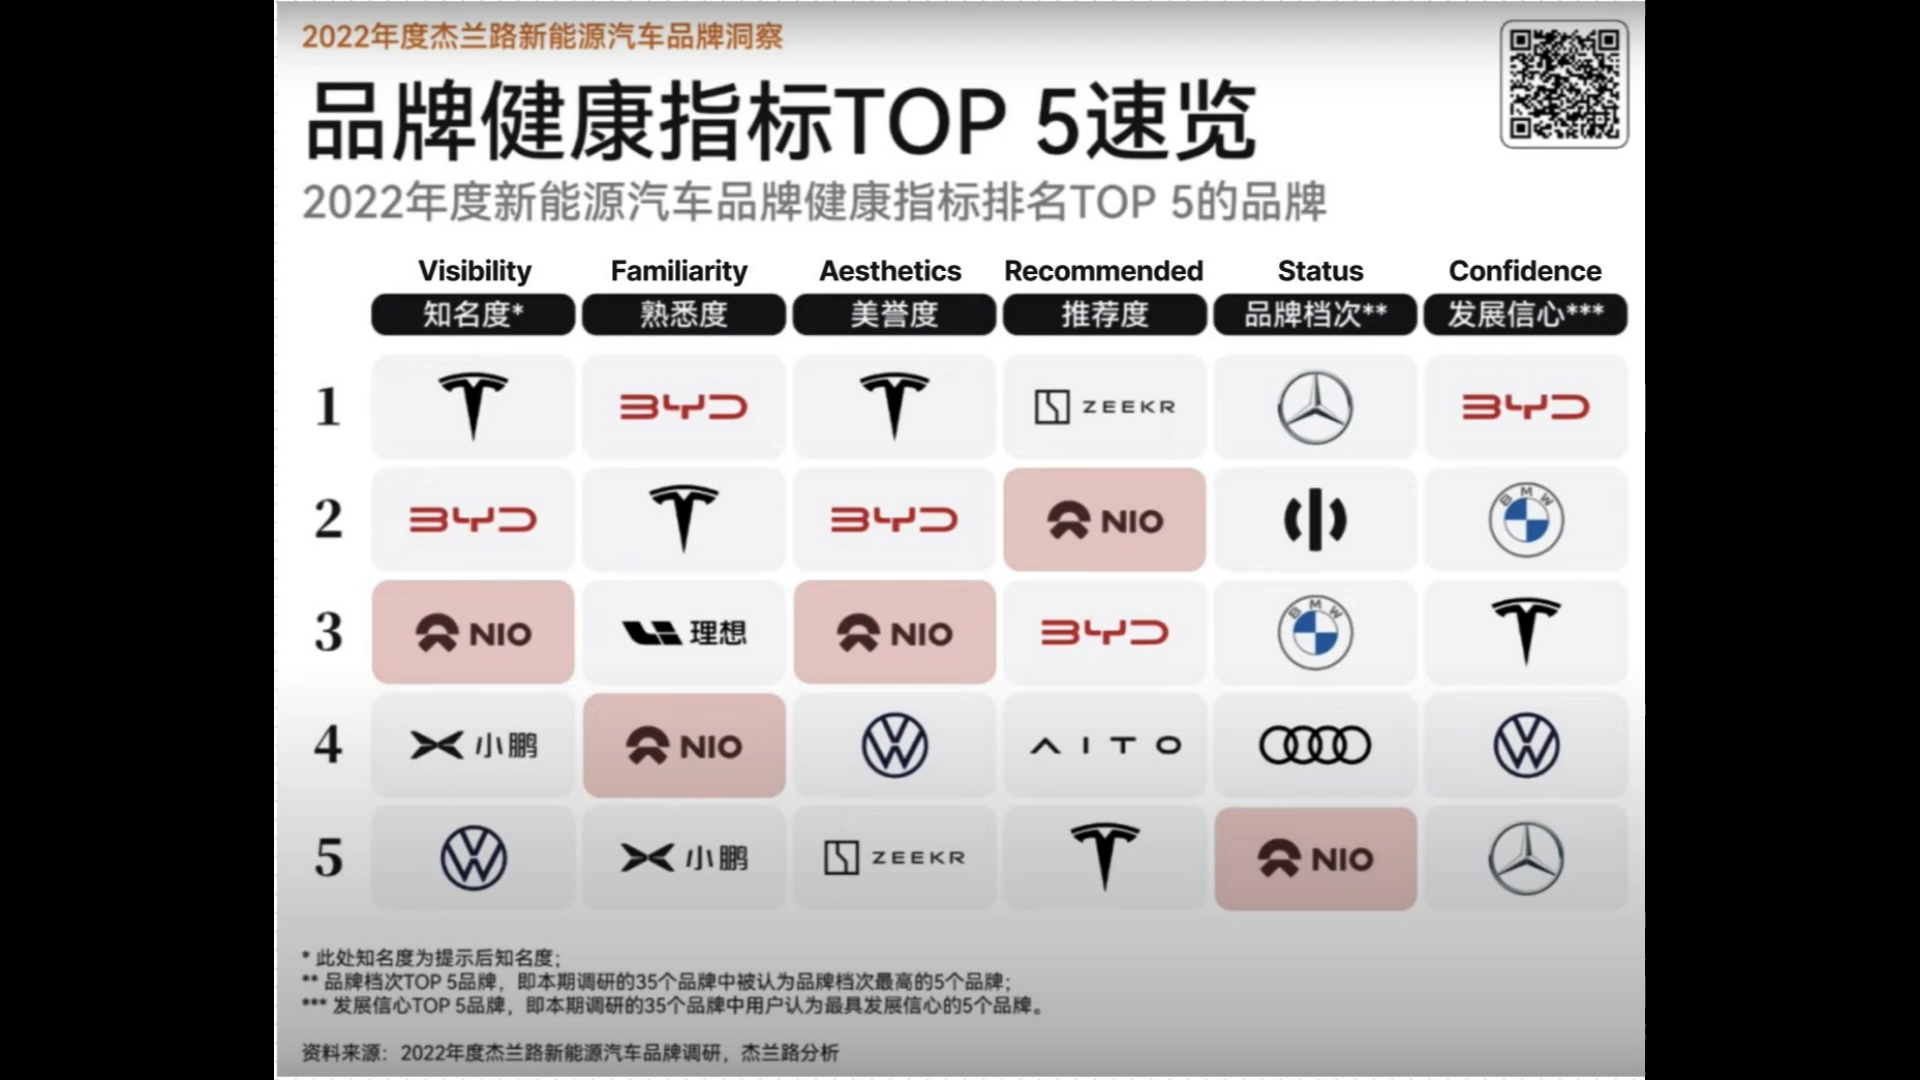 2022年度杰兰路新能源汽车品牌洞察
品牌健康指标TOP 5速览
2022年度新能源汽车品牌健康指标排名TOP 5的品牌
Visibility Familiarity Aesthetics Recommended Status Confidence
知名度* 熟悉度 美誉度 推荐度 品牌档次** 发展信心***
1 BYD ZEEKR BYD
2 BYD BYD NIO BMW
3 NIO 理想 NIO BYD BMW
4 小鹏 NIO AITO
5 小鹏 ZEEKR NIO
* 此处知名度为提示后知名度；
** 品牌档次TOP 5品牌，即本期调研的35个品牌中被认为品牌档次最高的5个品牌；
*** 发展信心TOP 5品牌，即本期调研的35个品牌中用户认为最具发展信心的5个品牌。
资料来源：2022年度杰兰路新能源汽车品牌调研，杰兰路分析